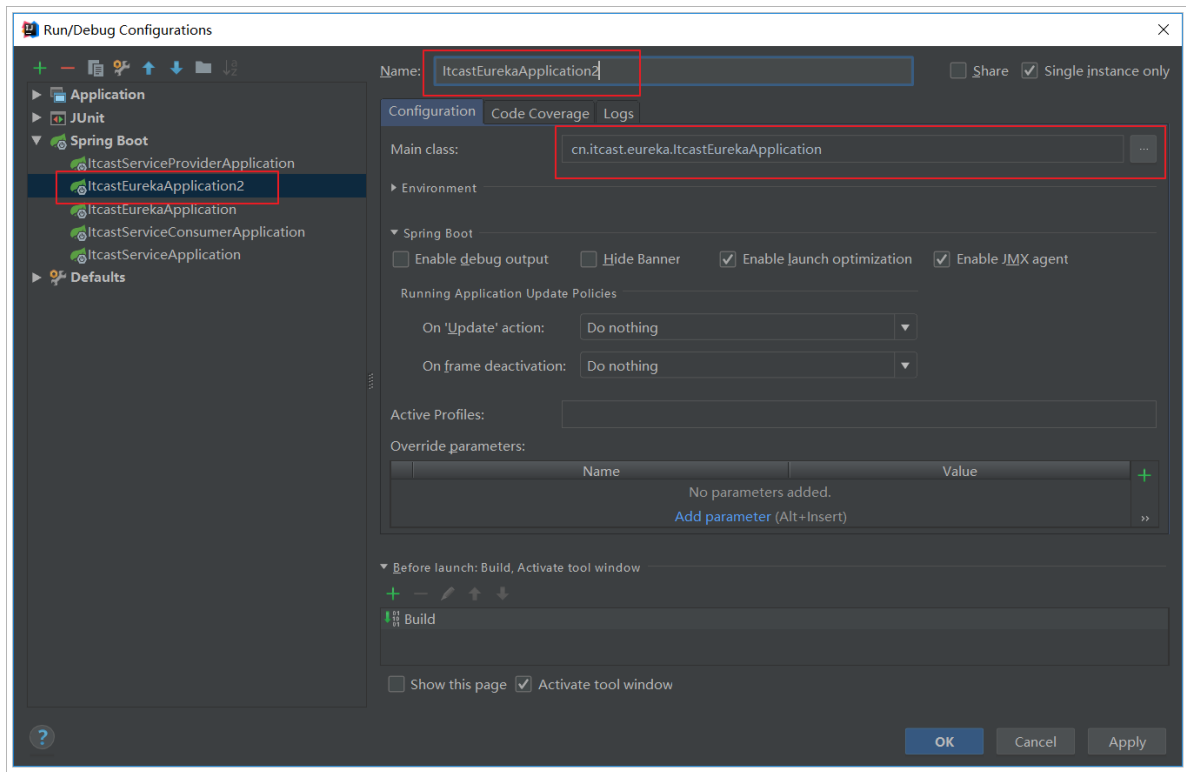 Run/Debug Configurations
Name: ItcastEurekaApplication2 Share Single instance only
Application
JUnit
Spring Boot
ItcastServiceProviderApplication
ItcastEurekaApplication2
ItcastEurekaApplication
ItcastServiceConsumerApplication
ItcastServiceApplication
Defaults
Configuration Code Coverage Logs
Main class: cn.itcast.eureka.ItcastEurekaApplication ...
Environment
Spring Boot
Enable debug output Hide Banner Enable launch optimization Enable JMX agent
Running Application Update Policies
On 'Update' action: Do nothing
On frame deactivation: Do nothing
Active Profiles:
Override parameters:
Name Value
No parameters added.
Add parameter (Alt+Insert)
Before launch: Build, Activate tool window
Build
Show this page Activate tool window
? OK Cancel Apply